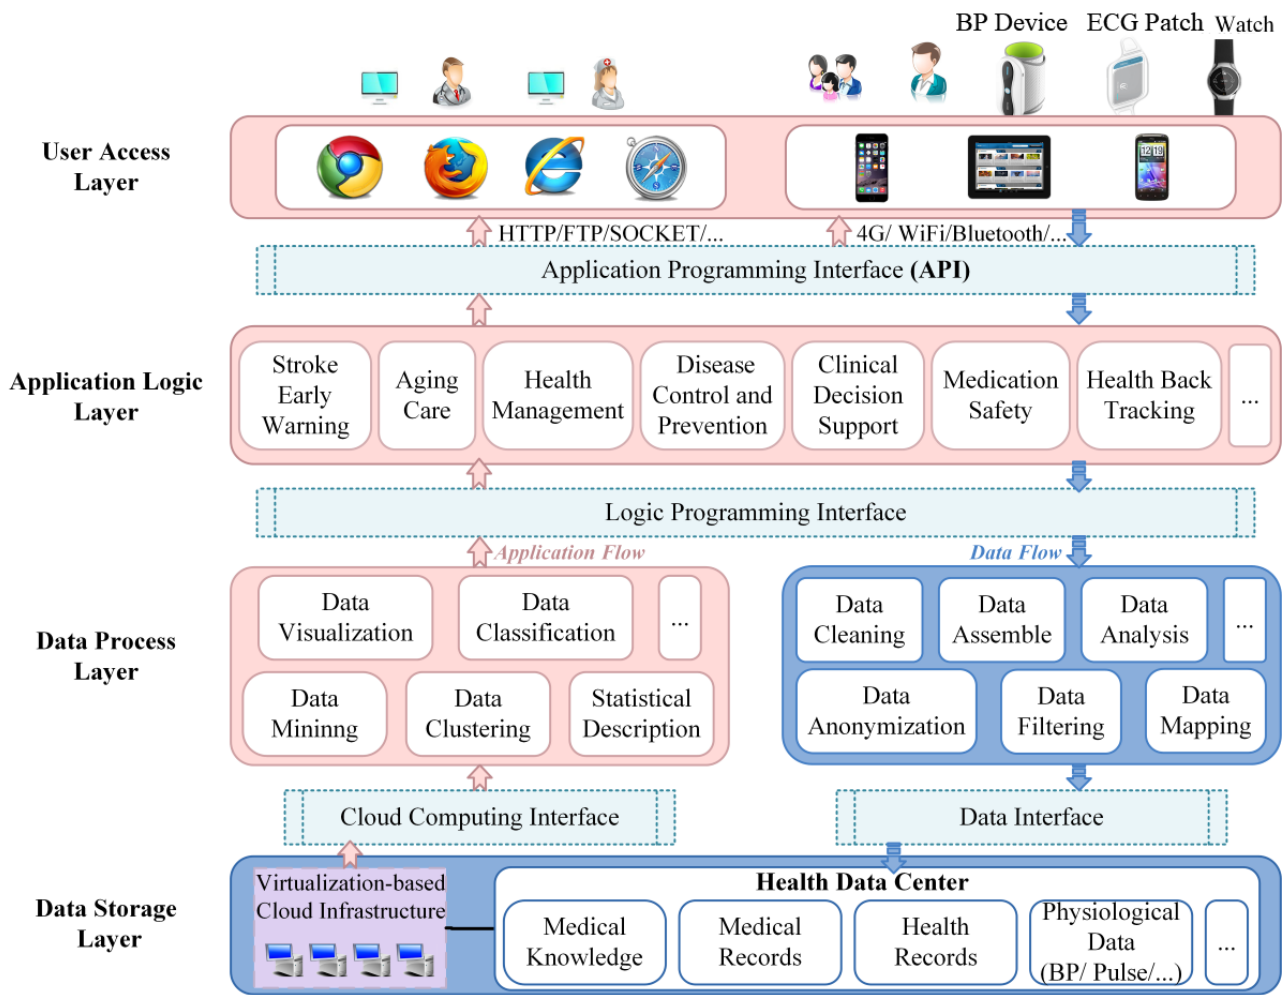 BP Device
ECG Patch
Watch
User Access
Layer
12 19
HTTP/FTP/SOCKET/...
4G/ WiFi/Bluetooth/...
Application Programming Interface (API)
Application Logic
Layer
Stroke
Early
Warning
Aging
Care
Health
Management
Disease
Control and
Prevention
Clinical
Decision
Support
Medication
Safety
Health Back
Tracking
...
Logic Programming Interface
Application Flow
Data Flow
Data Process
Layer
Data
Visualization
Data
Classification
...
Data
Mininng
Data
Clustering
Statistical
Description
Data
Cleaning
Data
Assemble
Data
Analysis
...
Data
Anonymization
Data
Filtering
Data
Mapping
Cloud Computing Interface
Data Interface
Data Storage
Layer
Virtualization-based
Cloud Infrastructure
Health Data Center
Medical
Knowledge
Medical
Records
Health
Records
Physiological
Data
(BP/ Pulse/...)
...